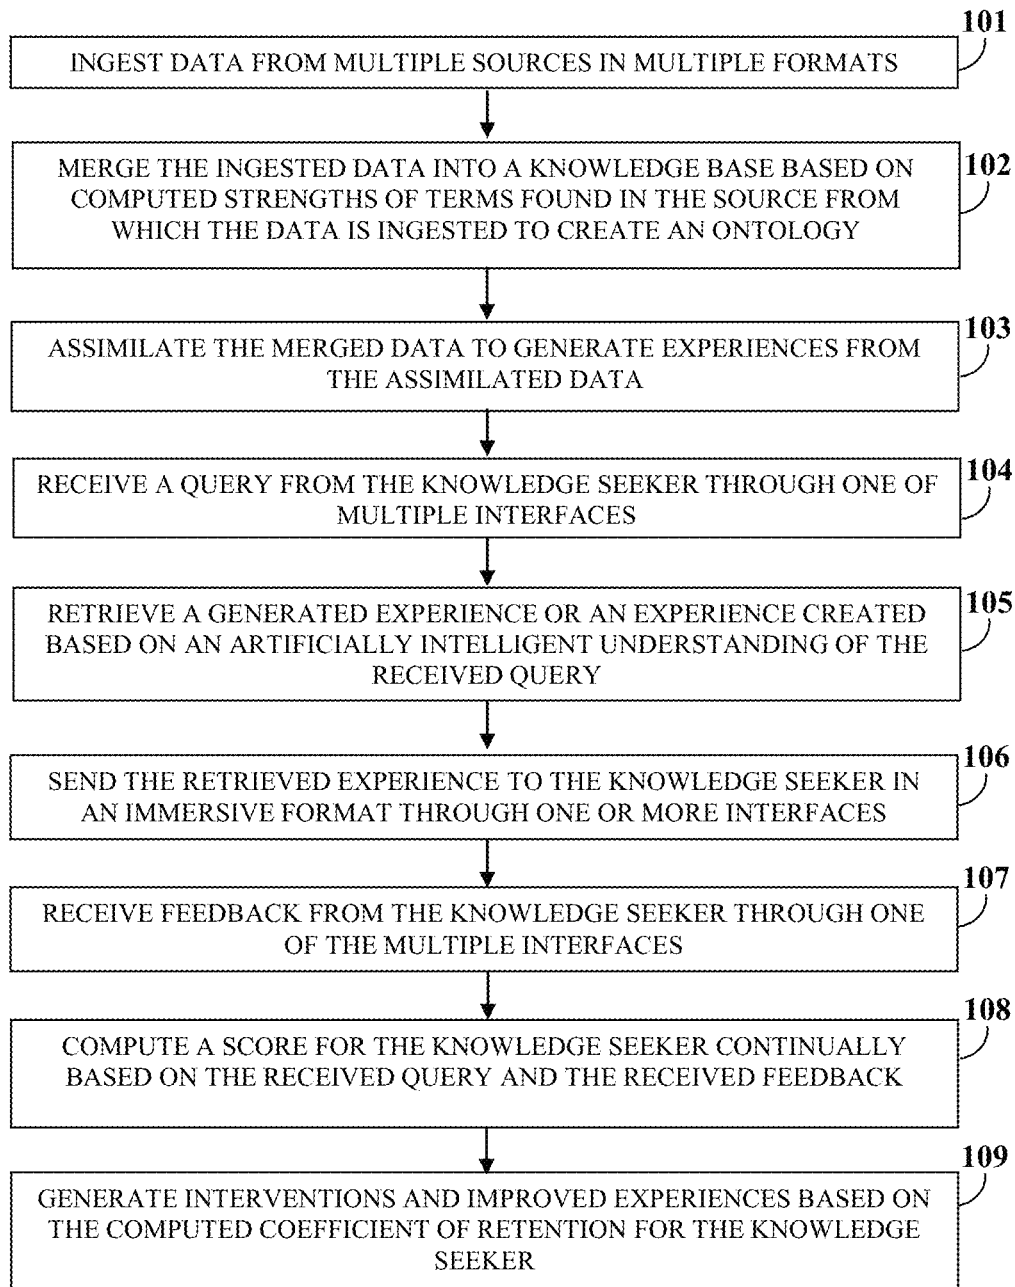 101
INGEST DATA FROM MULTIPLE SOURCES IN MULTIPLE FORMATS
102
MERGE THE INGESTED DATA INTO A KNOWLEDGE BASE BASED ON
COMPUTED STRENGTHS OF TERMS FOUND IN THE SOURCE FROM
WHICH THE DATA IS INGESTED TO CREATE AN ONTOLOGY
103
ASSIMILATE THE MERGED DATA TO GENERATE EXPERIENCES FROM
THE ASSIMILATED DATA
104
RECEIVE A QUERY FROM THE KNOWLEDGE SEEKER THROUGH ONE OF
MULTIPLE INTERFACES
105
RETRIEVE A GENERATED EXPERIENCE OR AN EXPERIENCE CREATED
BASED ON AN ARTIFICIALLY INTELLIGENT UNDERSTANDING OF THE
RECEIVED QUERY
106
SEND THE RETRIEVED EXPERIENCE TO THE KNOWLEDGE SEEKER IN
AN IMMERSIVE FORMAT THROUGH ONE OR MORE INTERFACES
107
RECEIVE FEEDBACK FROM THE KNOWLEDGE SEEKER THROUGH ONE
OF THE MULTIPLE INTERFACES
108
COMPUTE A SCORE FOR THE KNOWLEDGE SEEKER CONTINUALLY
BASED ON THE RECEIVED QUERY AND THE RECEIVED FEEDBACK
109
GENERATE INTERVENTIONS AND IMPROVED EXPERIENCES BASED ON
THE COMPUTED COEFFICIENT OF RETENTION FOR THE KNOWLEDGE
SEEKER